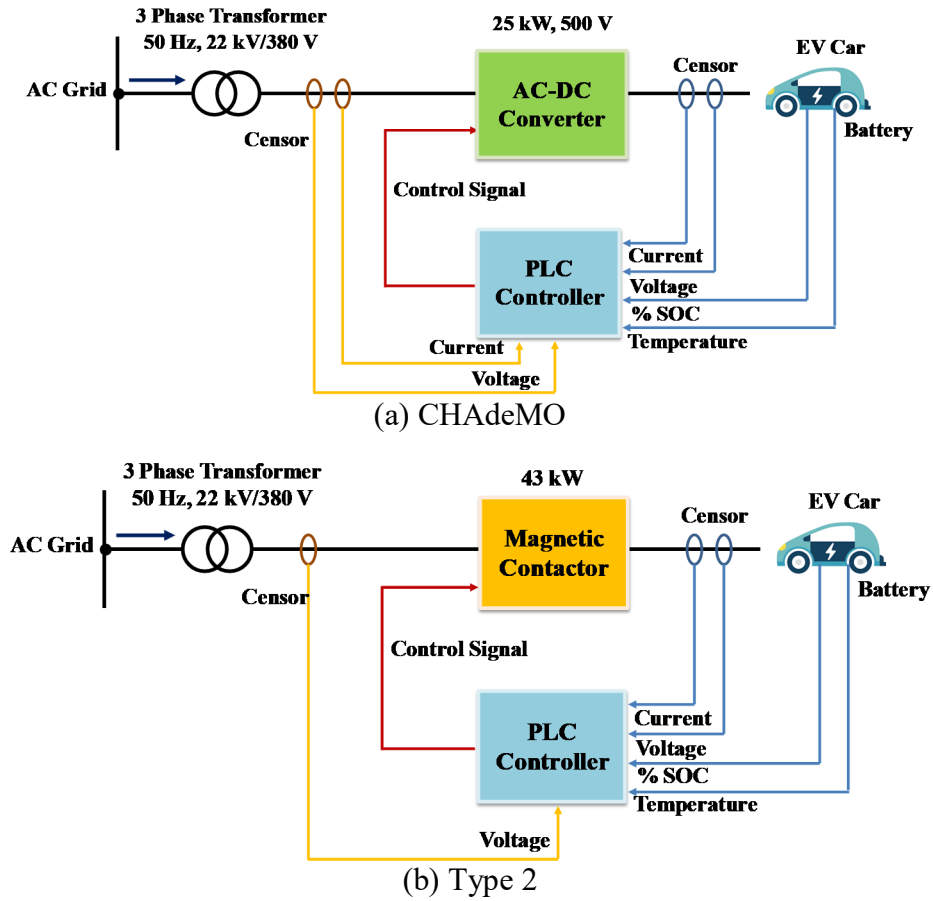 3 Phase Transformer
50 Hz, 22 kV/380 V
25 kW, 500 V
EV Car
AC Grid
Censor
AC-DC
Converter
Censor
Battery
Control Signal
PLC
Controller
Current
Voltage
% SOC
Temperature
Current
Voltage
(a) CHAdeMO
3 Phase Transformer
50 Hz, 22 kV/380 V
43 kW
EV Car
AC Grid
Censor
Magnetic
Contactor
Censor
Battery
Control Signal
PLC
Controller
Current
Voltage
% SOC
Temperature
Voltage
(b) Type 2